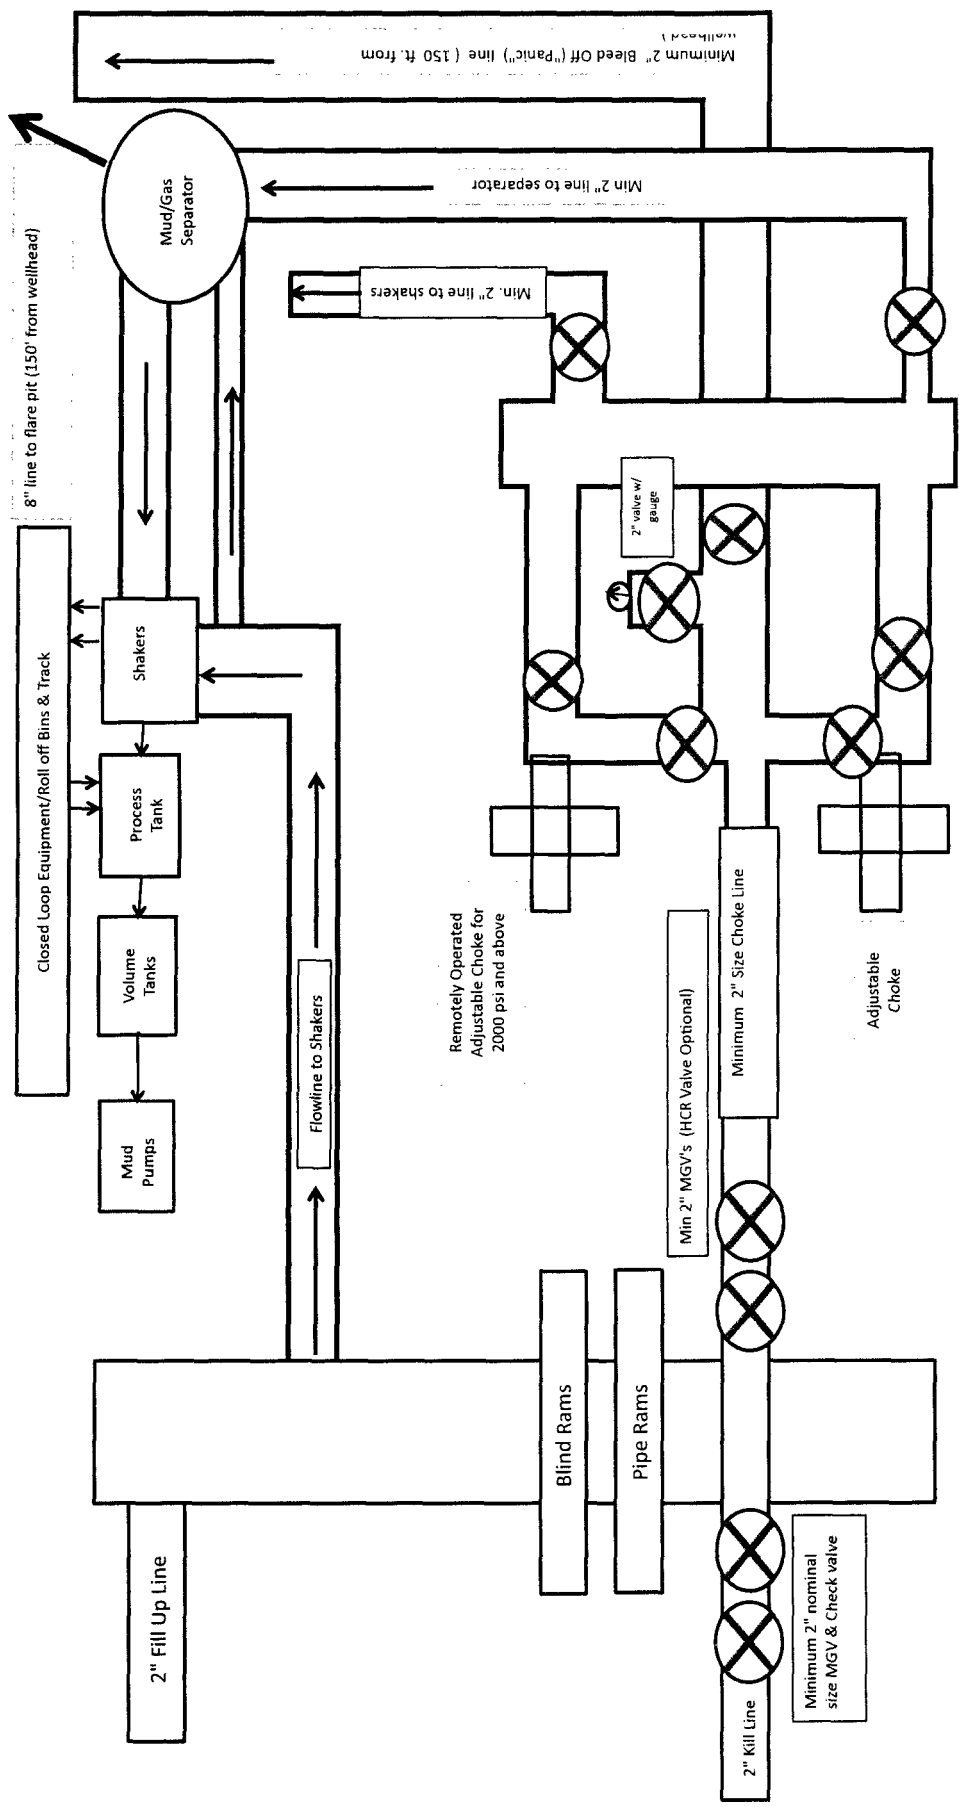 8" line to flare pit (150' from wellhead)
Closed Loop Equipment/Roll off Bins & Track
Mud/Gas
Separator
Shakers
Process
Tank
Volume
Tanks
Mud
Pumps
Flowline to Shakers
2" Fill Up Line
Minimum 2" Bleed Off ("Panic") line ( 150 ft. from
wellhead )
Min 2" line to separator
Min. 2" line to shakers
2" valve w/
gauge
Remotely Operated
Adjustable Choke for
2000 psi and above
Blind Rams
Pipe Rams
Min 2" MGV's (HCR Valve Optional)
Minimum 2" Size Choke Line
Adjustable
Choke
2" Kill Line
Minimum 2" nominal
size MGV & Check valve